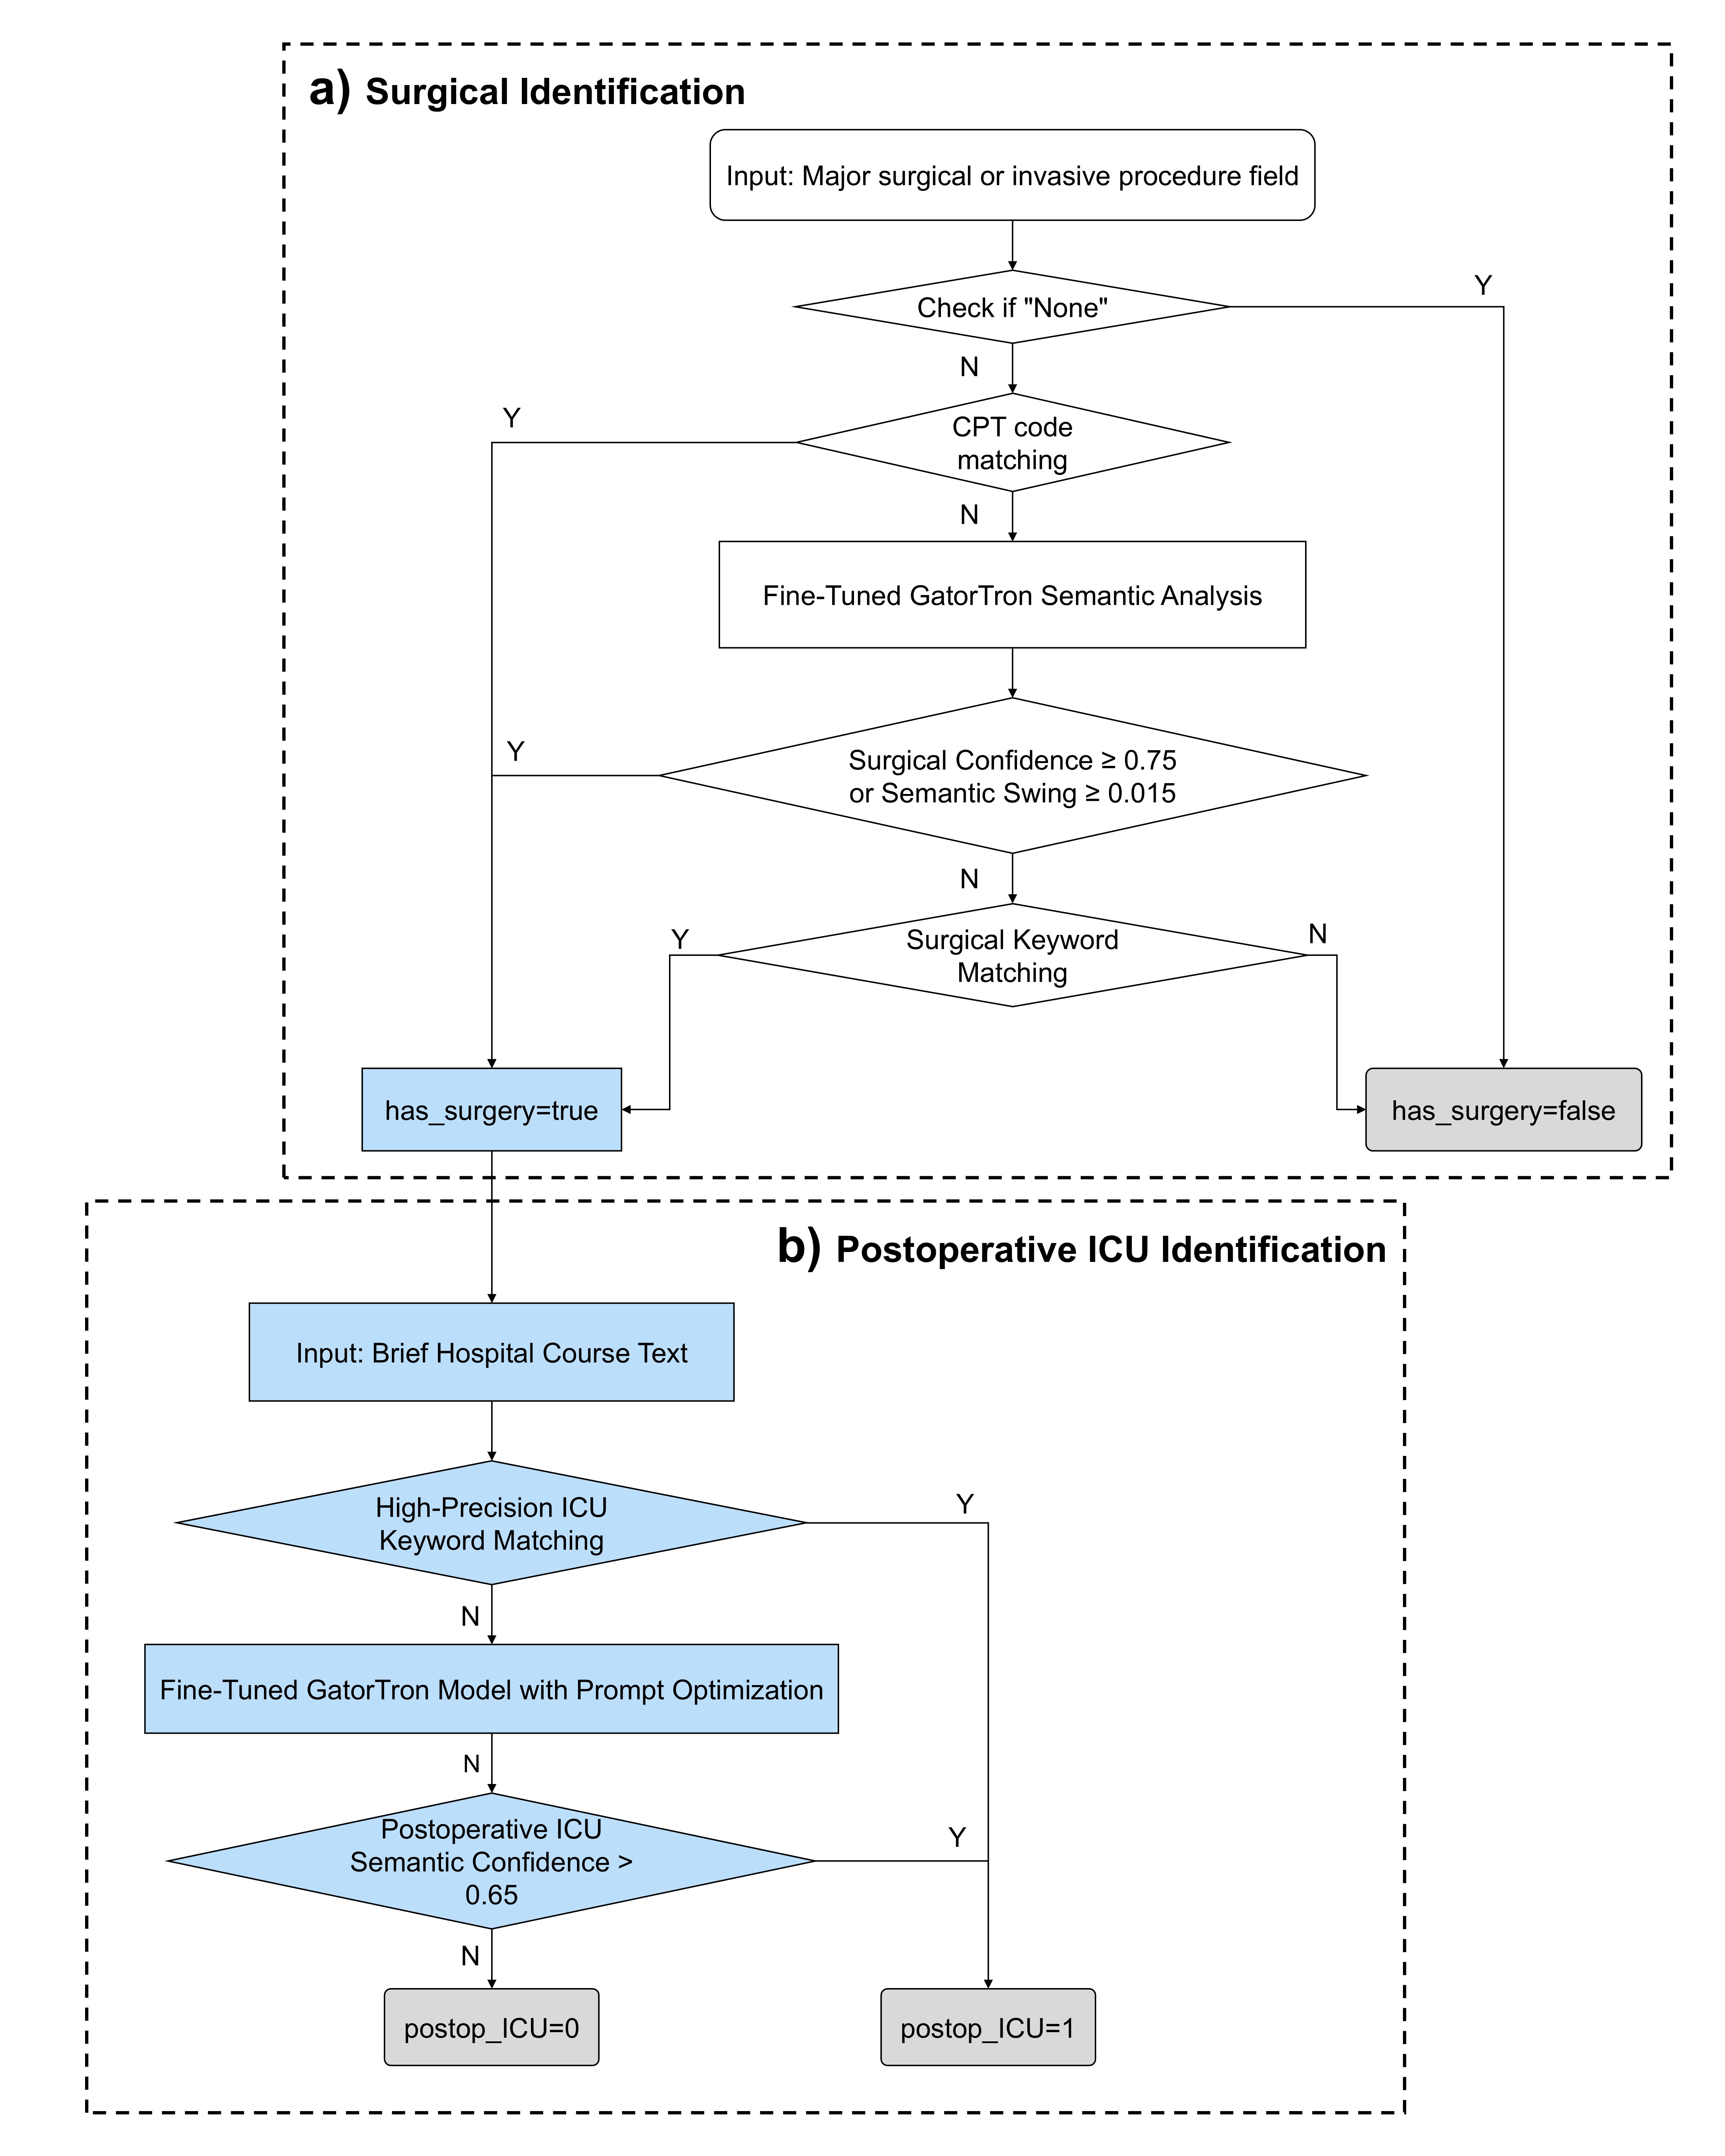 a) Surgical Identification
Input: Major surgical or invasive procedure field
Check if "None"
Y
N
CPT code
matching
Y
N
Fine-Tuned GatorTron Semantic Analysis
Surgical Confidence ≥ 0.75
or Semantic Swing ≥ 0.015
Y
N
Surgical Keyword
Matching
Y
N
has_surgery=true
has_surgery=false
b) Postoperative ICU Identification
Input: Brief Hospital Course Text
High-Precision ICU
Keyword Matching
Y
N
Fine-Tuned GatorTron Model with Prompt Optimization
N
Postoperative ICU
Semantic Confidence >
0.65
Y
N
postop_ICU=0
postop_ICU=1